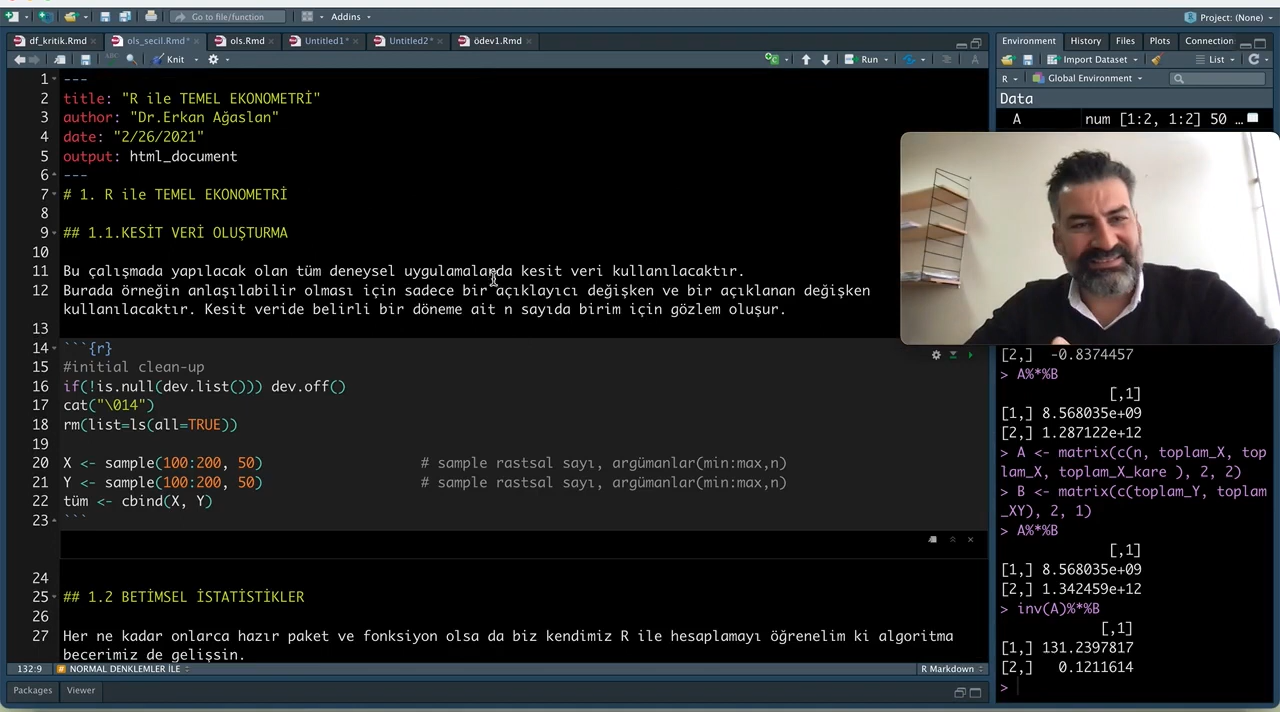 Go to file/function
Addins
Project: (None)
df_kritik.Rmd
ols_secil.Rmd*
ols.Rmd
Untitled1*
Untitled2*
ödev1.Rmd
Knit
Run
1 ---
2 title: "R ile TEMEL EKONOMETRİ"
3 author: "Dr.Erkan Ağaslan"
4 date: "2/26/2021"
5 output: html_document
6 ---
7 # 1. R ile TEMEL EKONOMETRİ
8
9 ## 1.1.KESİT VERİ OLUŞTURMA
10
11 Bu çalışmada yapılacak olan tüm deneysel uygulamalarda kesit veri kullanılacaktır.
12 Burada örneğin anlaşılabilir olması için sadece bir açıklayıcı değişken ve bir açıklanan değişken
kullanılacaktır. Kesit veride belirli bir döneme ait n sayıda birim için gözlem oluşur.
13
14 ```{r}
15 #initial clean-up
16 if(!is.null(dev.list())) dev.off()
17 cat("\014")
18 rm(list=ls(all=TRUE))
19
20 X <- sample(100:200, 50) # sample rastsal sayı, argümanlar(min:max,n)
21 Y <- sample(100:200, 50) # sample rastsal sayı, argümanlar(min:max,n)
22 tüm <- cbind(X, Y)
23 ```
24
25 ## 1.2 BETİMSEL İSTATİSTİKLER
26
27 Her ne kadar onlarca hazır paket ve fonksiyon olsa da biz kendimiz R ile hesaplamayı öğrenelim ki algoritma
becerimiz de gelişsin.
132:9
NORMAL DENKLEMLER İLE
R Markdown
Packages
Viewer
Environment
History
Files
Plots
Connection
Import Dataset
List
R
Global Environment
Data
A num [1:2, 1:2] 50 …
[2,] -0.8374457
> A%*%B
[,1]
[1,] 8.568035e+09
[2,] 1.287122e+12
> A <- matrix(c(n, toplam_X, top
lam_X, toplam_X_kare ), 2, 2)
> B <- matrix(c(toplam_Y, toplam
_XY), 2, 1)
> A%*%B
[,1]
[1,] 8.568035e+09
[2,] 1.342459e+12
> inv(A)%*%B
[,1]
[1,] 131.2397817
[2,] 0.1211614
>